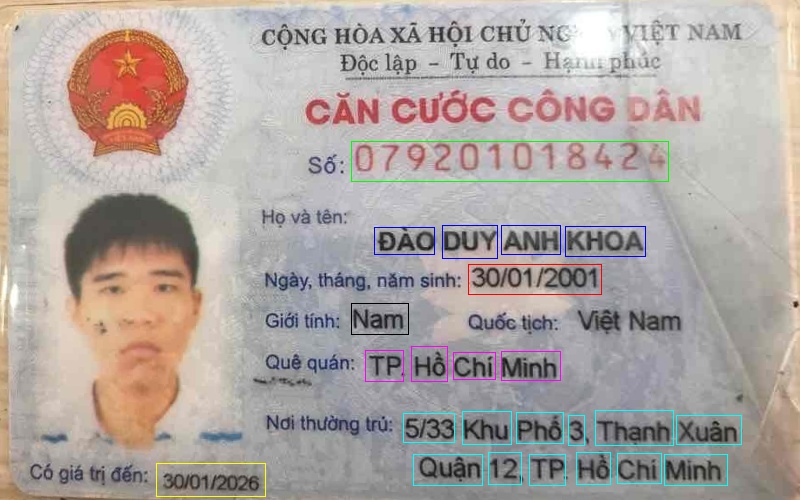 CỘNG HÒA XÃ HỘI CHỦ VIỆT NAM
Độc lập - Tự do - Hạnh phúc
CĂN CƯỚC CÔNG DÂN
Số: 079201018424
Họ và tên:
ĐÀO DUY ANH KHOA
Ngày, tháng, năm sinh: 30/01/2001
Giới tính: Nam Quốc tịch: Việt Nam
Quê quán: TP. Hồ Chí Minh
Nơi thường trú: 5/33 Khu Phố 3, Thạnh Xuân
Quận 12, TP. Hồ Chí Minh
Có giá trị đến: 30/01/2026